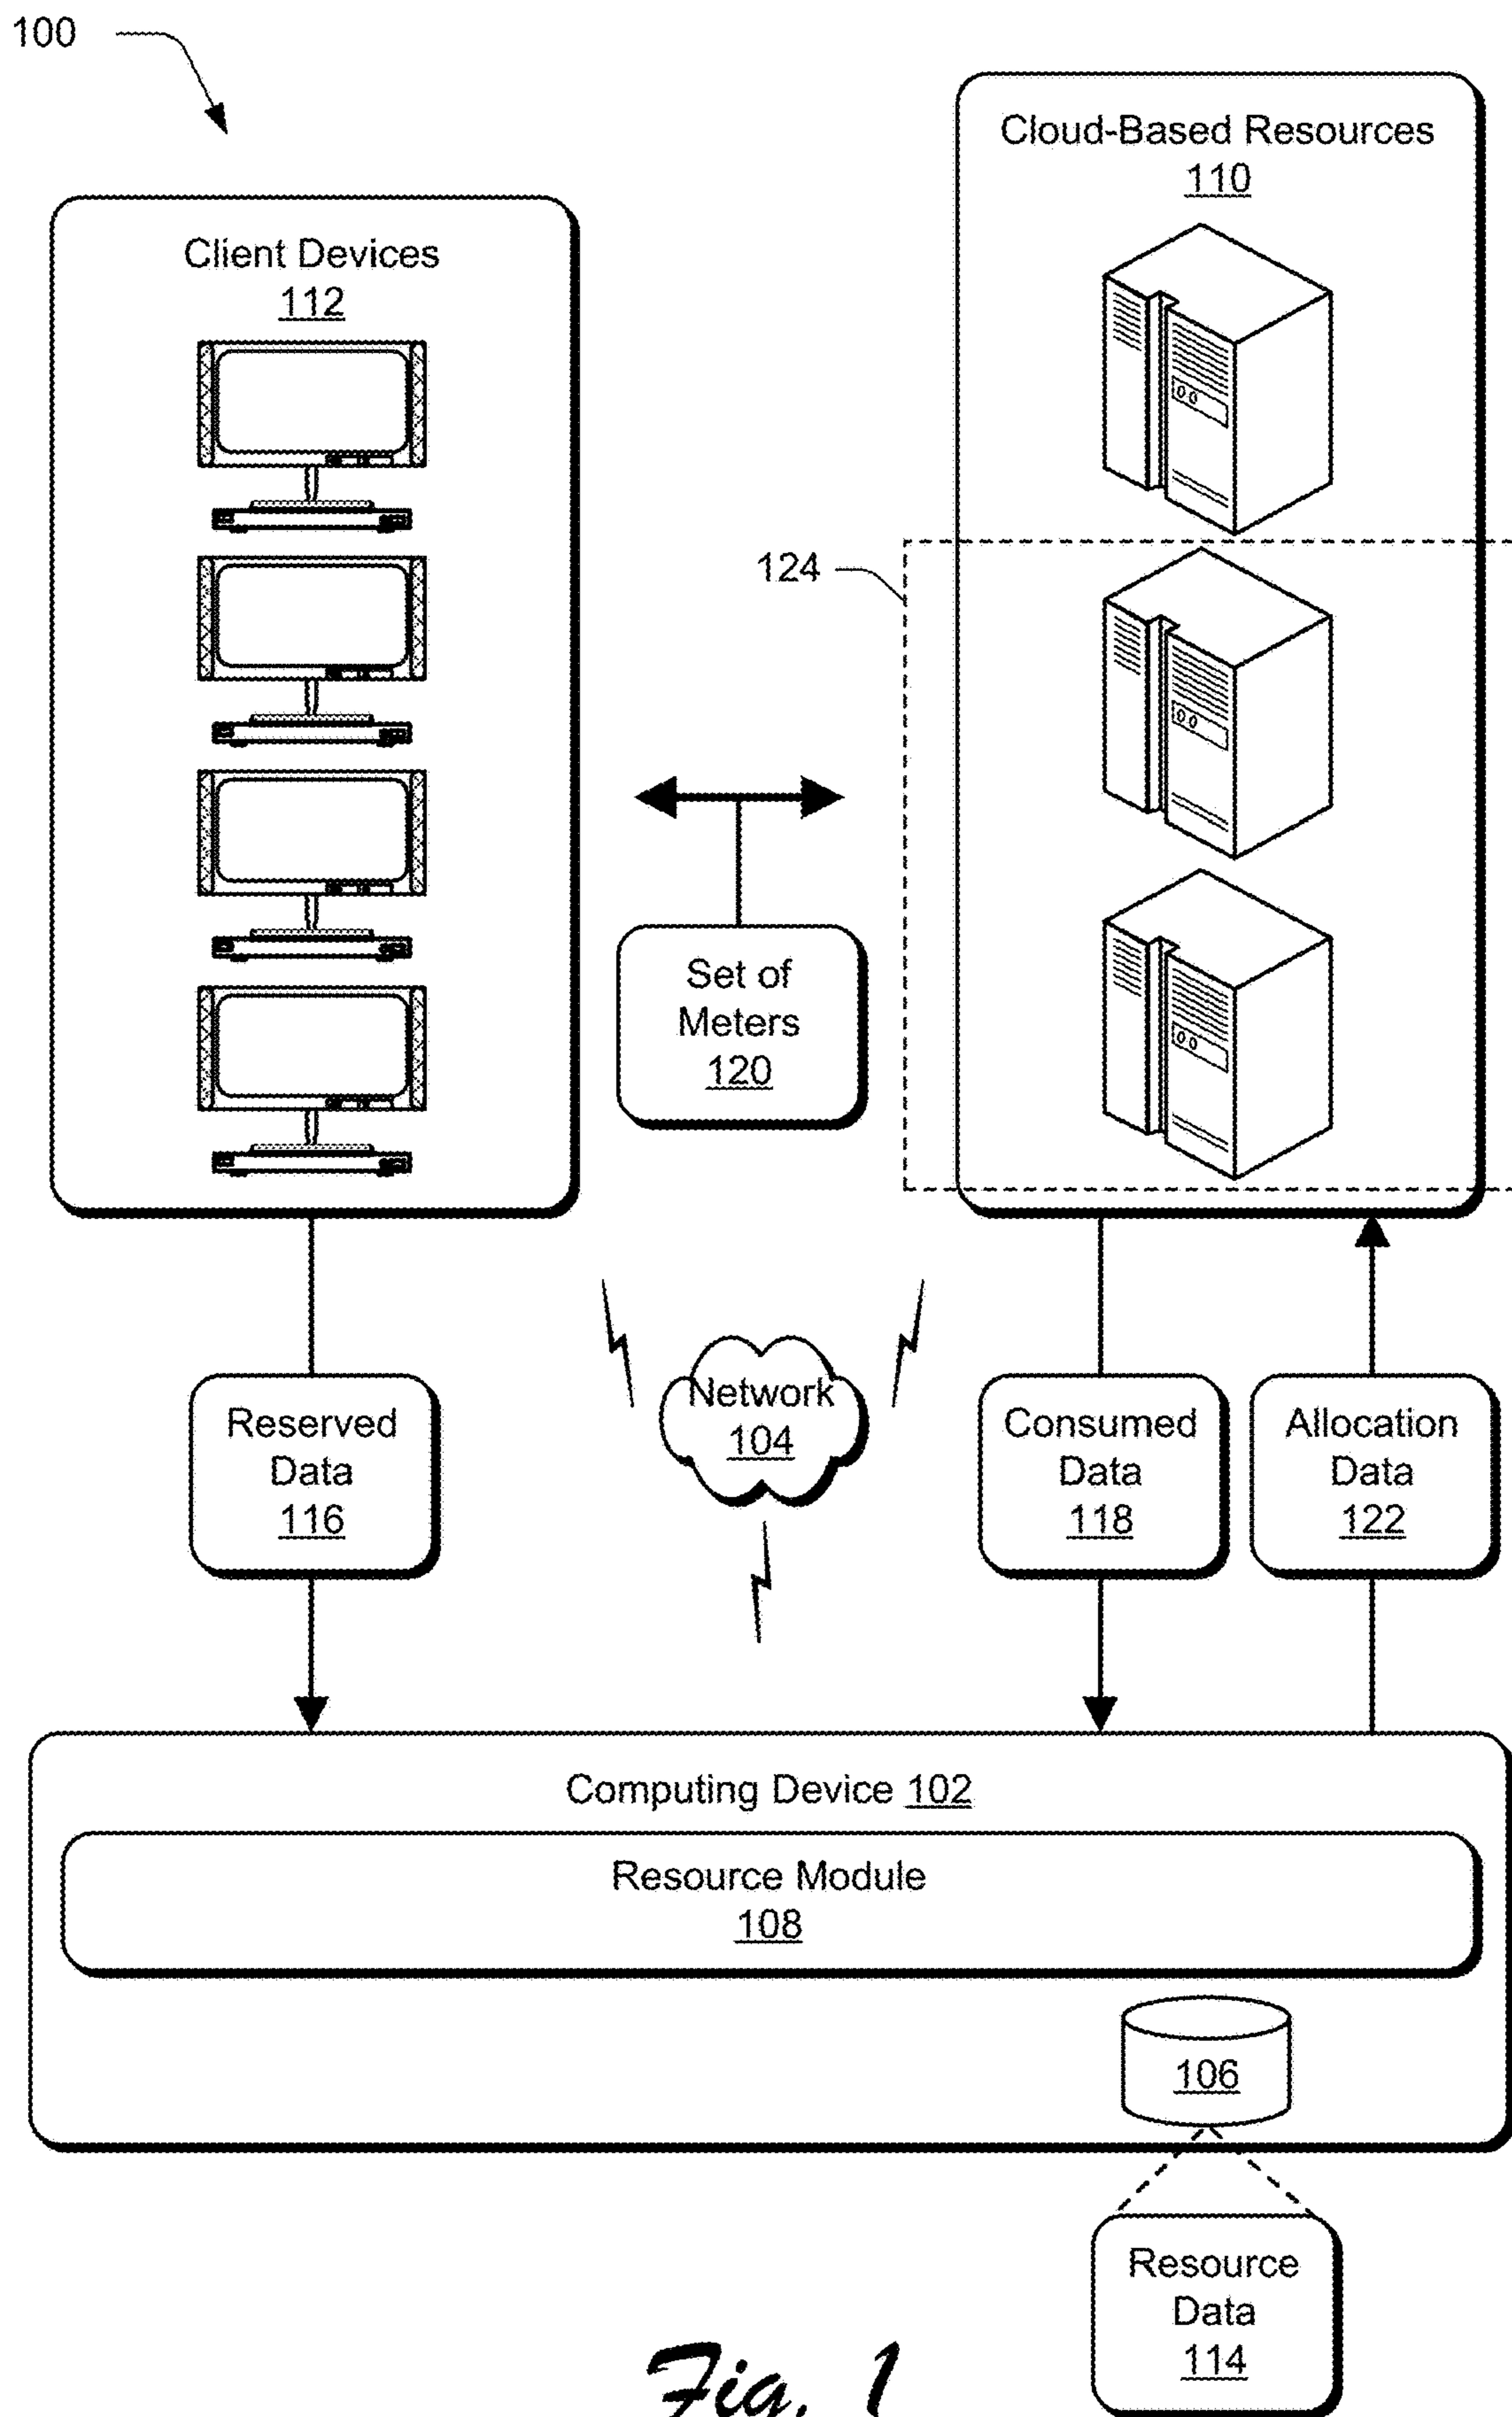 100
Cloud-Based Resources
110
Client Devices
112
124
Set of
Meters
120
Network
104
Reserved
Data
116
Consumed
Data
118
Allocation
Data
122
Computing Device 102
Resource Module
108
106
Resource
Data
114
Fig. 1